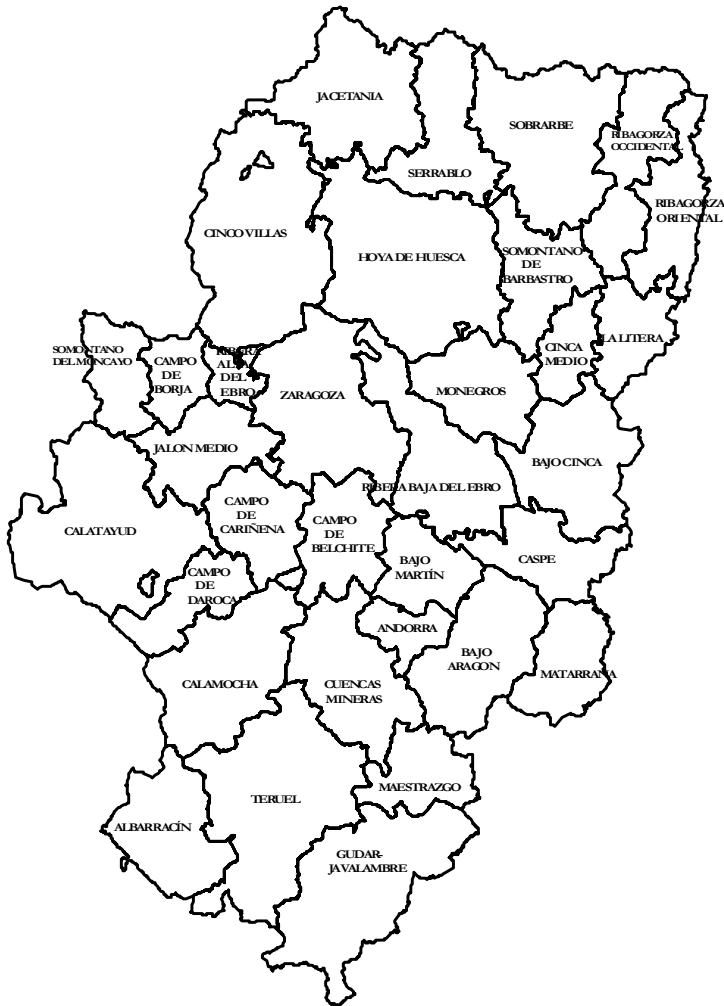 JACETANIA
SOBRARBE
RIBAGORZA
OCCIDENTAL
SERRABLO
RIBAGORZA
ORIENTAL
CINCO VILLAS
HOYA DE HUESCA
SOMONTANO
DE
BARBASTRO
SOMONTANO
DEL MONCAYO
CAMPO
DE
BORJA
RIBERA
ALTA
DEL
EBRO
ZARAGOZA
MONEGROS
CINCA
MEDIO
LA LITERA
JALON MEDIO
BAJO CINCA
RIBERA BAJA DEL EBRO
CALATAYUD
CAMPO
DE
CARIÑENA
CAMPO
DE
BELCHITE
BAJO
MARTÍN
CASPE
CAMPO
DE
DAROCA
ANDORRA
BAJO
ARAGON
MATARRAÑA
CALAMOCHA
CUENCAS
MINERAS
MAESTRAZGO
TERUEL
ALBARRACÍN
GUDAR-
JAVALAMBRE